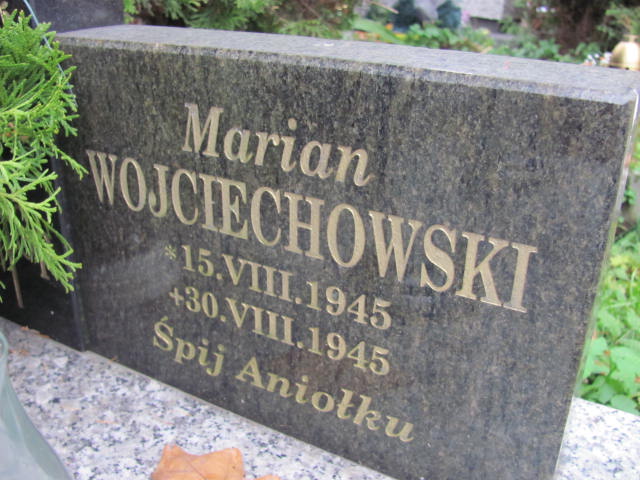 Marian
WOJCIECHOWSKI
*15.VIII.1945
+30.VIII.1945
Śpij Aniołku